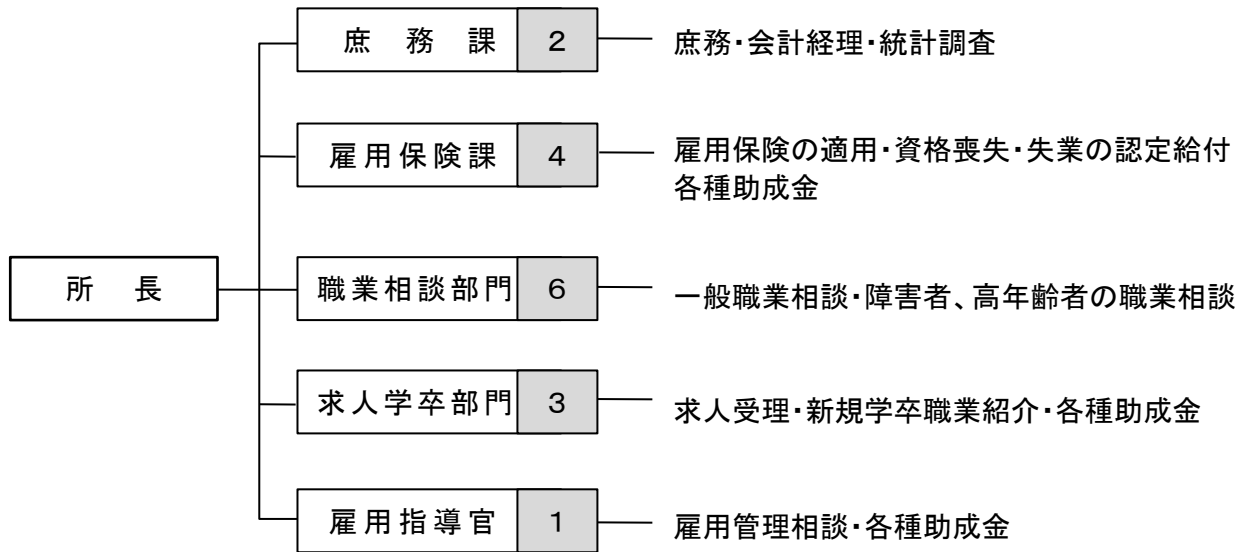 庶務課 2 庶務・会計経理・統計調査
雇用保険課 4 雇用保険の適用・資格喪失・失業の認定給付
各種助成金
所長
職業相談部門 6 一般職業相談・障害者、高年齢者の職業相談
求人学卒部門 3 求人受理・新規学卒職業紹介・各種助成金
雇用指導官 1 雇用管理相談・各種助成金